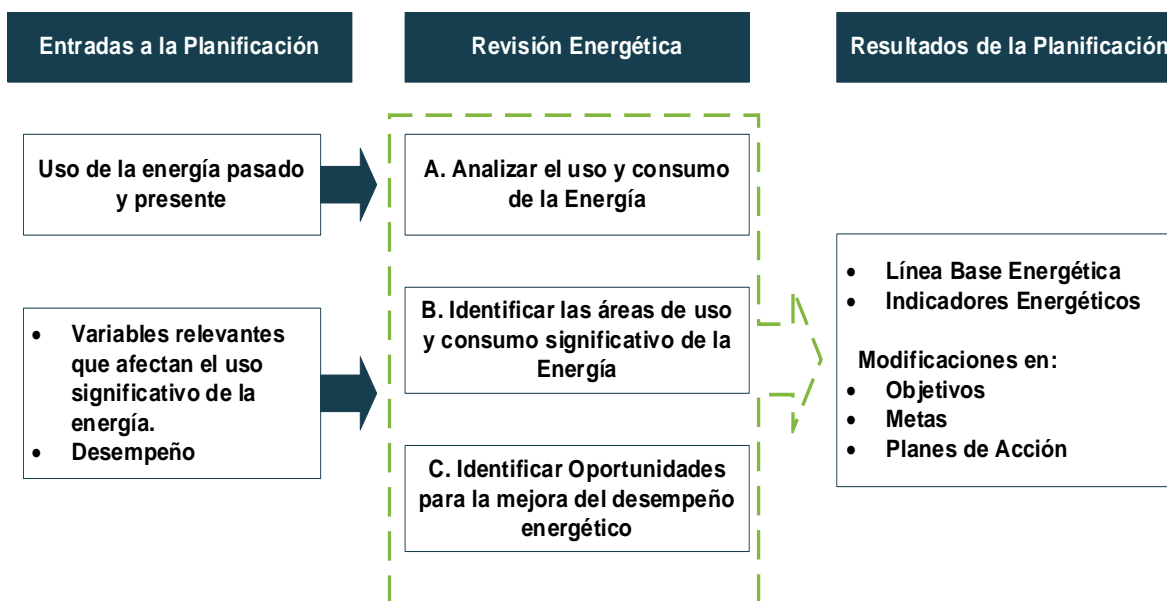 Entradas a la Planificación
Revisión Energética
Resultados de la Planificación
Uso de la energía pasado
y presente
• Variables relevantes
que afectan el uso
significativo de la
energía.
• Desempeño
A. Analizar el uso y consumo
de la Energía
B. Identificar las áreas de uso
y consumo significativo de la
Energía
C. Identificar Oportunidades
para la mejora del desempeño
energético
• Línea Base Energética
• Indicadores Energéticos
Modificaciones en:
• Objetivos
• Metas
• Planes de Acción